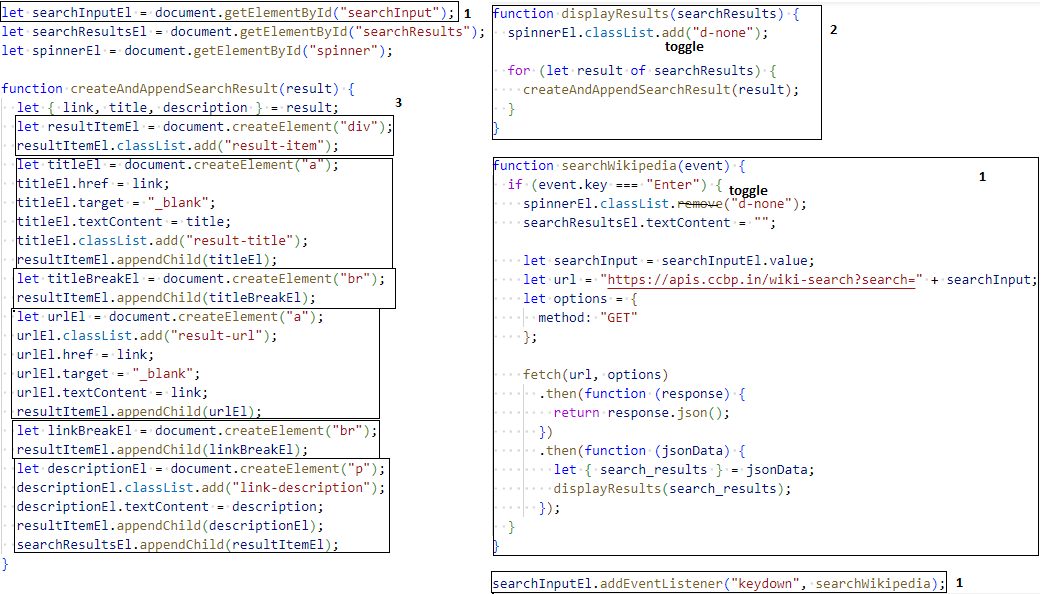 let searchInputEl = document.getElementById("searchInput"); 1
let searchResultsEl = document.getElementById("searchResults");
let spinnerEl = document.getElementById("spinner");
function createAndAppendSearchResult(result) {
let { link, title, description } = result; 3
let resultItemEl = document.createElement("div");
resultItemEl.classList.add("result-item");
let titleEl = document.createElement("a");
titleEl.href = link;
titleEl.target = "_blank";
titleEl.textContent = title;
titleEl.classList.add("result-title");
resultItemEl.appendChild(titleEl);
let titleBreakEl = document.createElement("br");
resultItemEl.appendChild(titleBreakEl);
let urlEl = document.createElement("a");
urlEl.classList.add("result-url");
urlEl.href = link;
urlEl.target = "_blank";
urlEl.textContent = link;
resultItemEl.appendChild(urlEl);
let linkBreakEl = document.createElement("br");
resultItemEl.appendChild(linkBreakEl);
let descriptionEl = document.createElement("p");
descriptionEl.classList.add("link-description");
descriptionEl.textContent = description;
resultItemEl.appendChild(descriptionEl);
searchResultsEl.appendChild(resultItemEl);
}
function displayResults(searchResults) {
spinnerEl.classList.add("d-none"); 2
toggle
for (let result of searchResults) {
createAndAppendSearchResult(result);
}
}
function searchWikipedia(event) {
if (event.key === "Enter") { 1
toggle
spinnerEl.classList.remove("d-none");
searchResultsEl.textContent = "";
let searchInput = searchInputEl.value;
let url = "https://apis.ccbp.in/wiki-search?search=" + searchInput;
let options = {
method: "GET"
};
fetch(url, options)
.then(function (response) {
return response.json();
})
.then(function (jsonData) {
let { search_results } = jsonData;
displayResults(search_results);
});
}
}
searchInputEl.addEventListener("keydown", searchWikipedia); 1